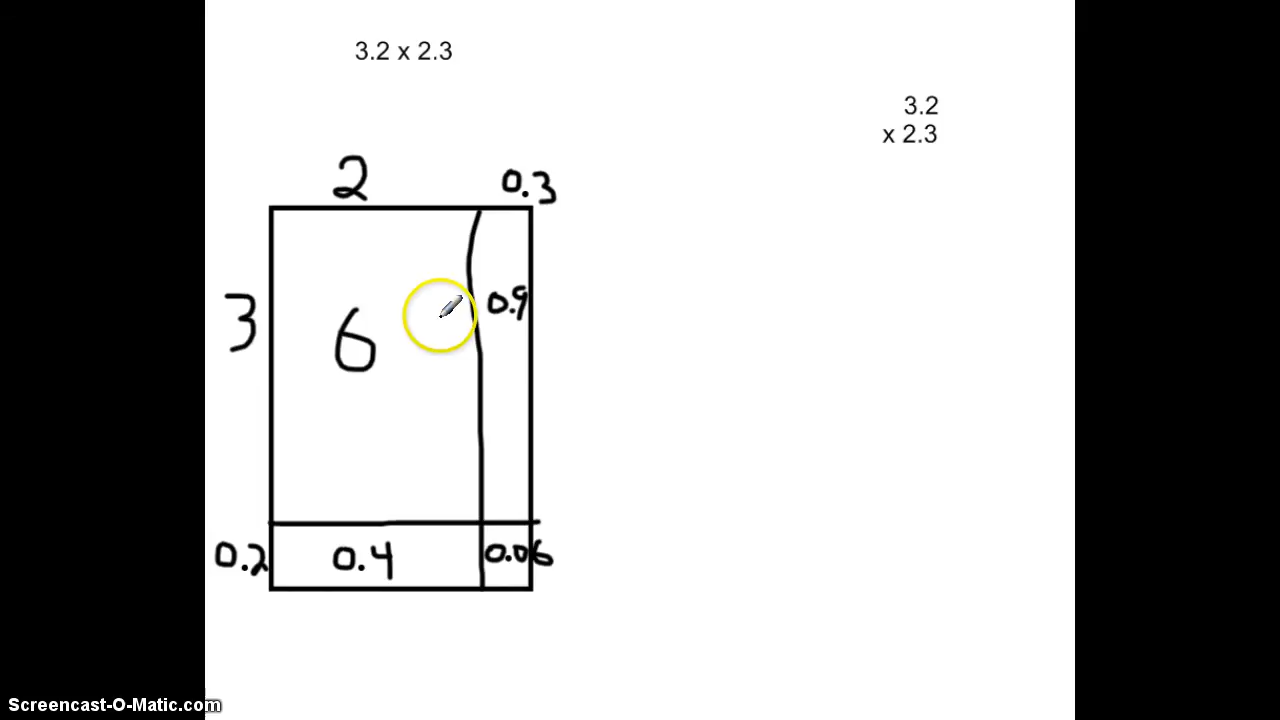 3.2 x 2.3
3.2
x 2.3
2 0.3
3 6 0.9
0.2 0.4 0.06
Screencast-O-Matic.com